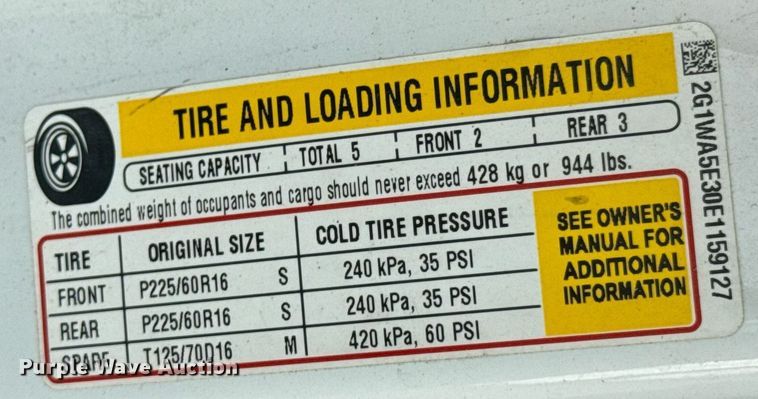 TIRE AND LOADING INFORMATION
SEATING CAPACITY TOTAL 5 FRONT 2 REAR 3
The combined weight of occupants and cargo should never exceed 428 kg or 944 lbs.
TIRE ORIGINAL SIZE COLD TIRE PRESSURE
FRONT P225/60R16 S 240 kPa, 35 PSI
REAR P225/60R16 S 240 kPa, 35 PSI
SPARE T125/70D16 M 420 kPa, 60 PSI
SEE OWNER'S
MANUAL FOR
ADDITIONAL
INFORMATION
2G1WA5E30E1159127
Purple Wave Auction